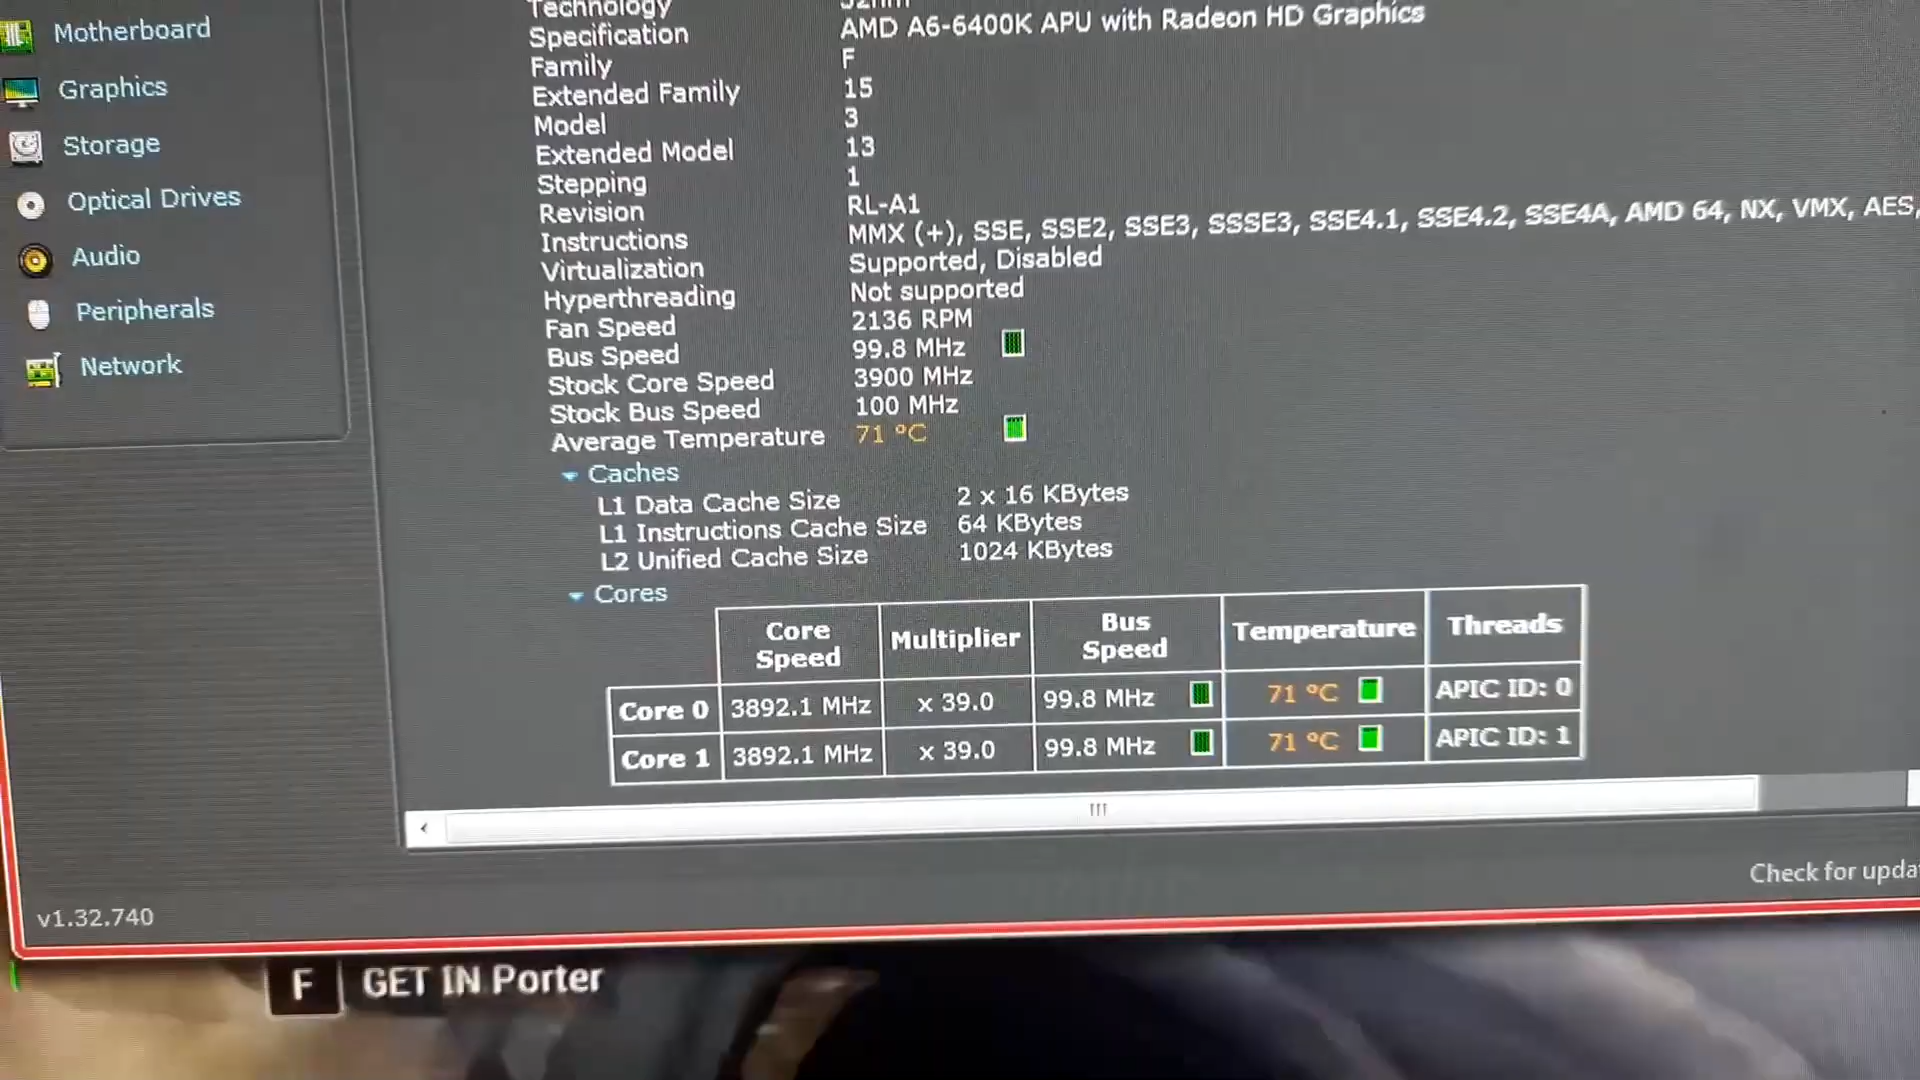 Motherboard
Graphics
Storage
Optical Drives
Audio
Peripherals
Network
Technology 32nm
Specification AMD A6-6400K APU with Radeon HD Graphics
Family F
Extended Family 15
Model 3
Extended Model 13
Stepping 1
Revision RL-A1
Instructions MMX (+), SSE, SSE2, SSE3, SSSE3, SSE4.1, SSE4.2, SSE4A, AMD 64, NX, VMX, AES,
Virtualization Supported, Disabled
Hyperthreading Not supported
Fan Speed 2136 RPM
Bus Speed 99.8 MHz
Stock Core Speed 3900 MHz
Stock Bus Speed 100 MHz
Average Temperature 71 °C
Caches
L1 Data Cache Size 2 x 16 KBytes
L1 Instructions Cache Size 64 KBytes
L2 Unified Cache Size 1024 KBytes
Cores
Core Speed Multiplier Bus Speed Temperature Threads
Core 0 3892.1 MHz x 39.0 99.8 MHz 71 °C APIC ID: 0
Core 1 3892.1 MHz x 39.0 99.8 MHz 71 °C APIC ID: 1
Check for upda
v1.32.740
F GET IN Porter